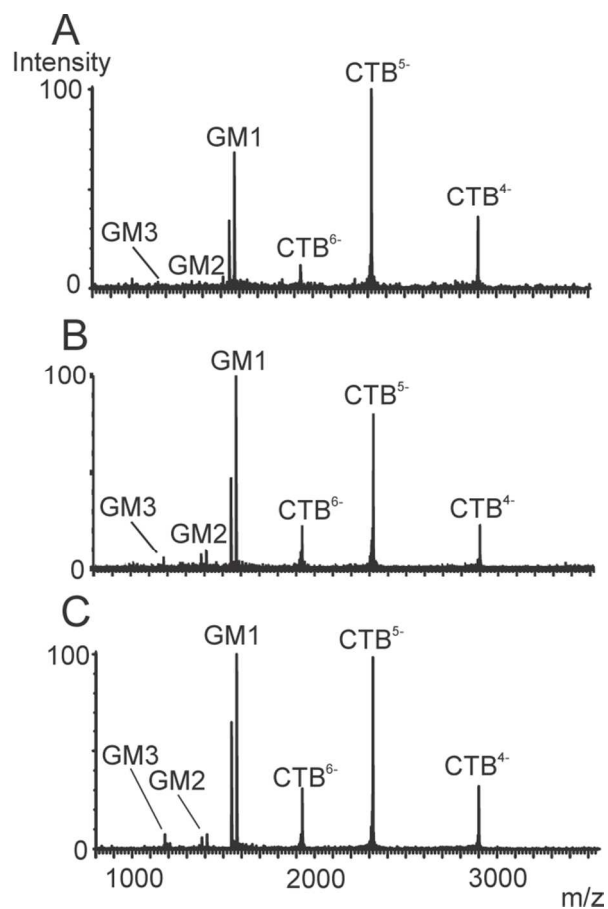 A
Intensity
100
0
GM3
GM2
GM1
CTB6-
CTB5-
CTB4-
B
100
0
GM3
GM2
GM1
CTB6-
CTB5-
CTB4-
C
100
0
GM3
GM2
GM1
CTB6-
CTB5-
CTB4-
1000 2000 3000
m/z